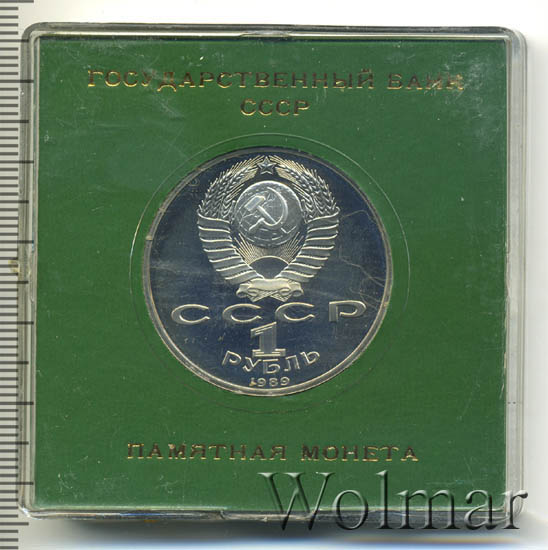 ГОСУДАРСТВЕННЫЙ БАНК
СССР
СССР
1
РУБЛЬ
1989
ПАМЯТНАЯ МОНЕТА
Wolmar